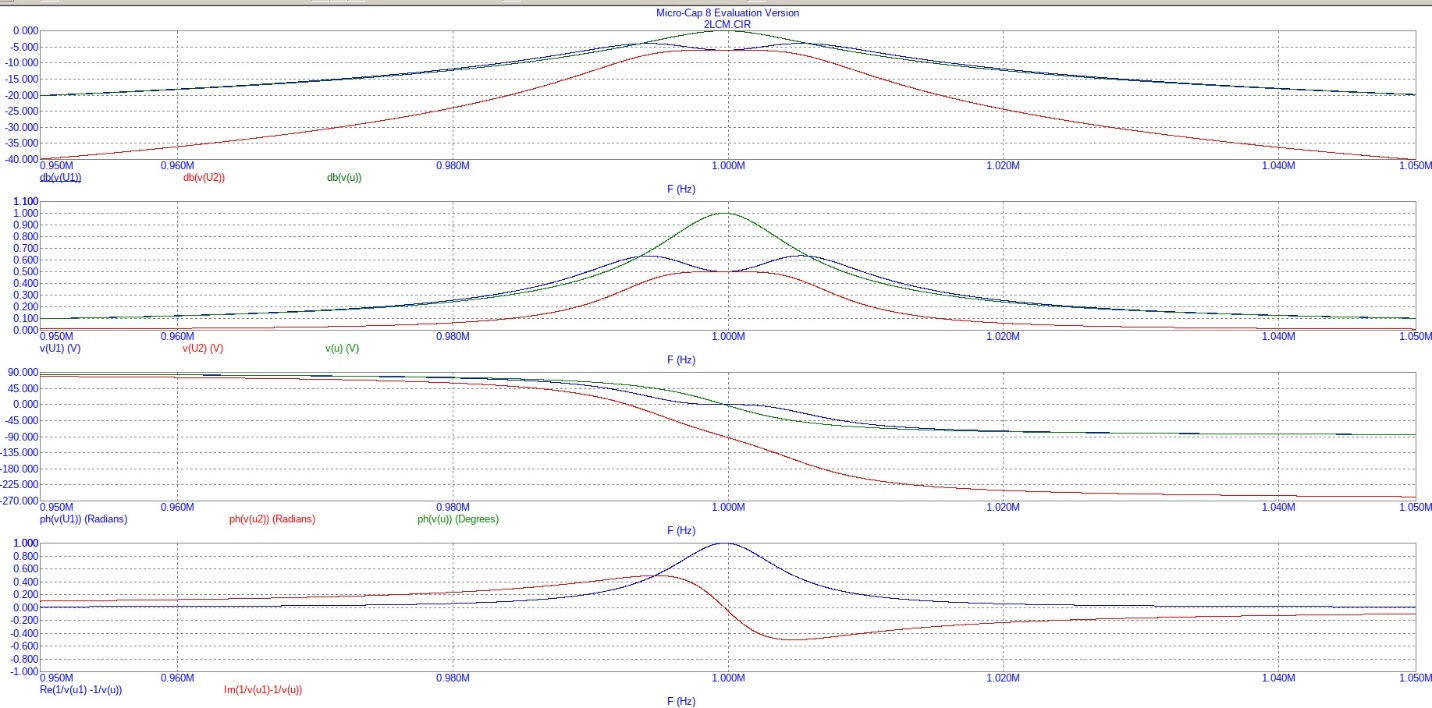 Micro-Cap 8 Evaluation Version
2LCM.CIR
0.000
-5.000
-10.000
-15.000
-20.000
-25.000
-30.000
-35.000
-40.000
0.950M 0.960M 0.980M 1.000M 1.020M 1.040M 1.050M
db(v(U1)) db(v(U2)) db(v(u))
F (Hz)
1.100
1.000
0.900
0.800
0.700
0.600
0.500
0.400
0.300
0.200
0.100
0.000
0.950M 0.960M 0.980M 1.000M 1.020M 1.040M 1.050M
v(U1) (V) v(U2) (V) v(u) (V)
F (Hz)
90.000
45.000
0.000
-45.000
-90.000
-135.000
-180.000
-225.000
-270.000
0.950M 0.960M 0.980M 1.000M 1.020M 1.040M 1.050M
ph(v(U1)) (Radians) ph(v(u2)) (Radians) ph(v(u)) (Degrees)
F (Hz)
1.000
0.800
0.600
0.400
0.200
0.000
-0.200
-0.400
-0.600
-0.800
-1.000
0.950M 0.960M 0.980M 1.000M 1.020M 1.040M 1.050M
Re(1/v(u1) -1/v(u)) Im(1/v(u1)-1/v(u))
F (Hz)